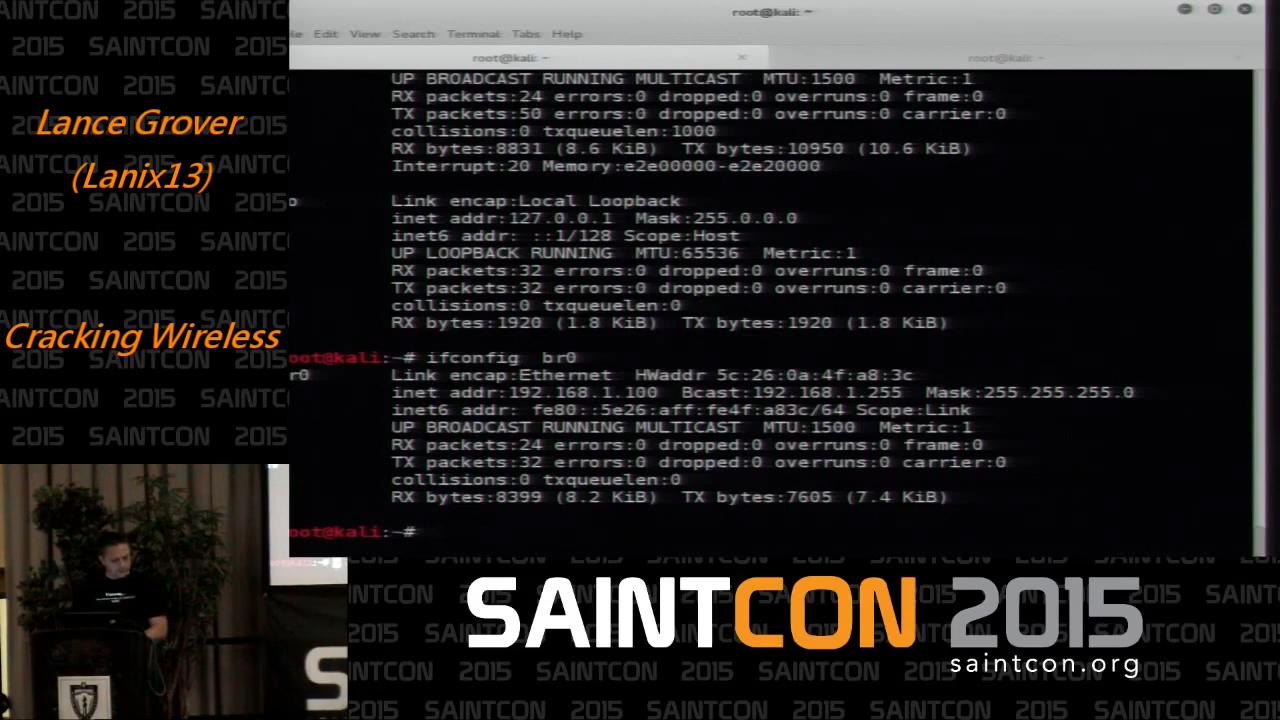 root@kali: ~
Edit View Search Terminal Tabs Help
root@kali: ~
root@kali: ~
UP BROADCAST RUNNING MULTICAST MTU:1500 Metric:1
RX packets:24 errors:0 dropped:0 overruns:0 frame:0
TX packets:50 errors:0 dropped:0 overruns:0 carrier:0
collisions:0 txqueuelen:1000
RX bytes:8831 (8.6 KiB) TX bytes:10950 (10.6 KiB)
Interrupt:20 Memory:e2e00000-e2e20000
o Link encap:Local Loopback
inet addr:127.0.0.1 Mask:255.0.0.0
inet6 addr: ::1/128 Scope:Host
UP LOOPBACK RUNNING MTU:65536 Metric:1
RX packets:32 errors:0 dropped:0 overruns:0 frame:0
TX packets:32 errors:0 dropped:0 overruns:0 carrier:0
collisions:0 txqueuelen:0
RX bytes:1920 (1.8 KiB) TX bytes:1920 (1.8 KiB)
oot@kali:~# ifconfig br0
r0 Link encap:Ethernet HWaddr 5c:26:0a:4f:a8:3c
inet addr:192.168.1.100 Bcast:192.168.1.255 Mask:255.255.255.0
inet6 addr: fe80::5e26:aff:fe4f:a83c/64 Scope:Link
UP BROADCAST RUNNING MULTICAST MTU:1500 Metric:1
RX packets:24 errors:0 dropped:0 overruns:0 frame:0
TX packets:32 errors:0 dropped:0 overruns:0 carrier:0
collisions:0 txqueuelen:0
RX bytes:8399 (8.2 KiB) TX bytes:7605 (7.4 KiB)
oot@kali:~#
Lance Grover
(Lanix13)
Cracking Wireless
SAINTCON 2015
saintcon.org